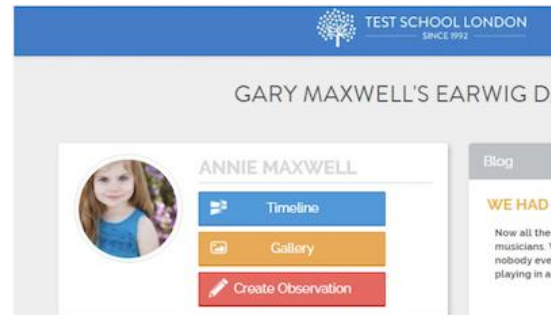 TEST SCHOOL LONDON
SINCE 1992
GARY MAXWELL'S EARWIG D
ANNIE MAXWELL
Timeline
Gallery
Create Observation
Blog
WE HAD
Now all the
musicians.
nobody eve
playing in a